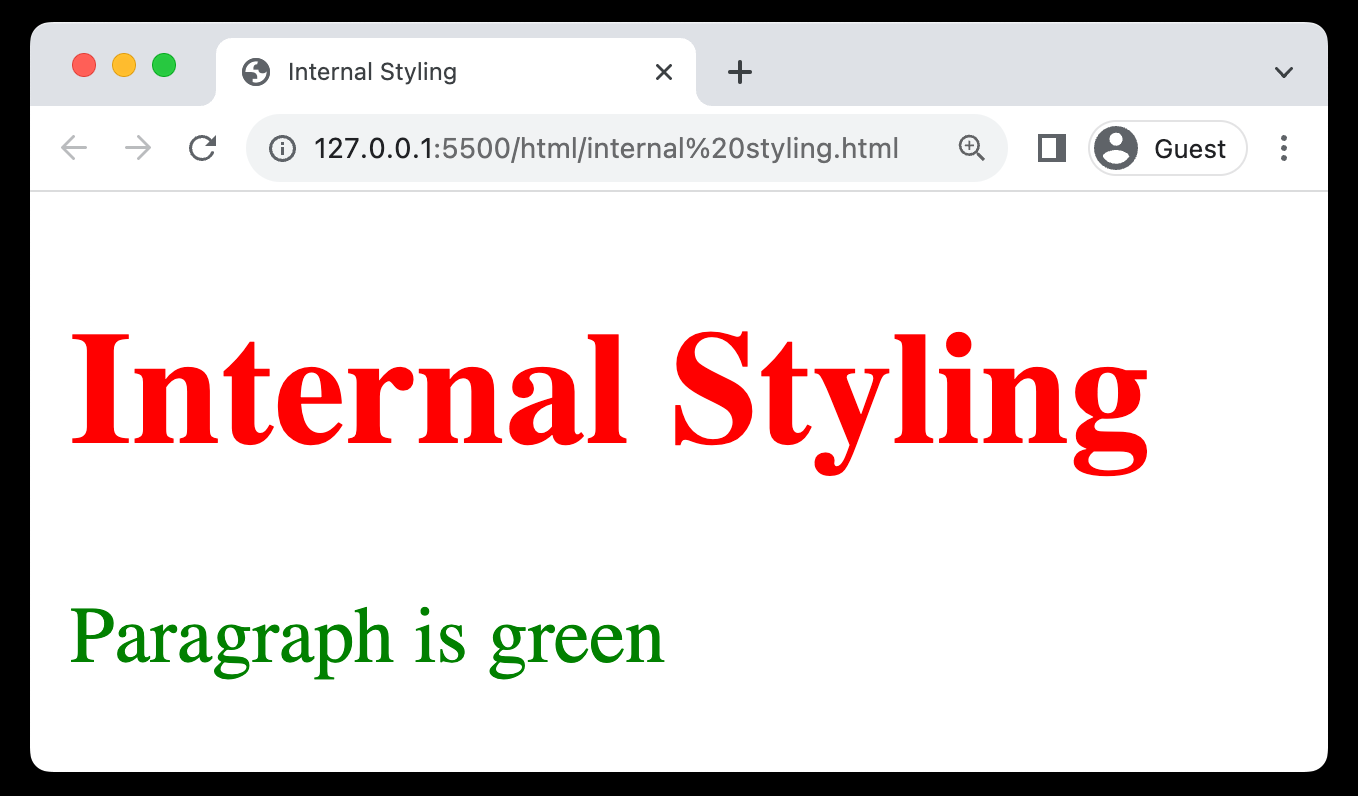 Internal Styling
127.0.0.1:5500/html/internal%20styling.html
Guest
Internal Styling
Paragraph is green